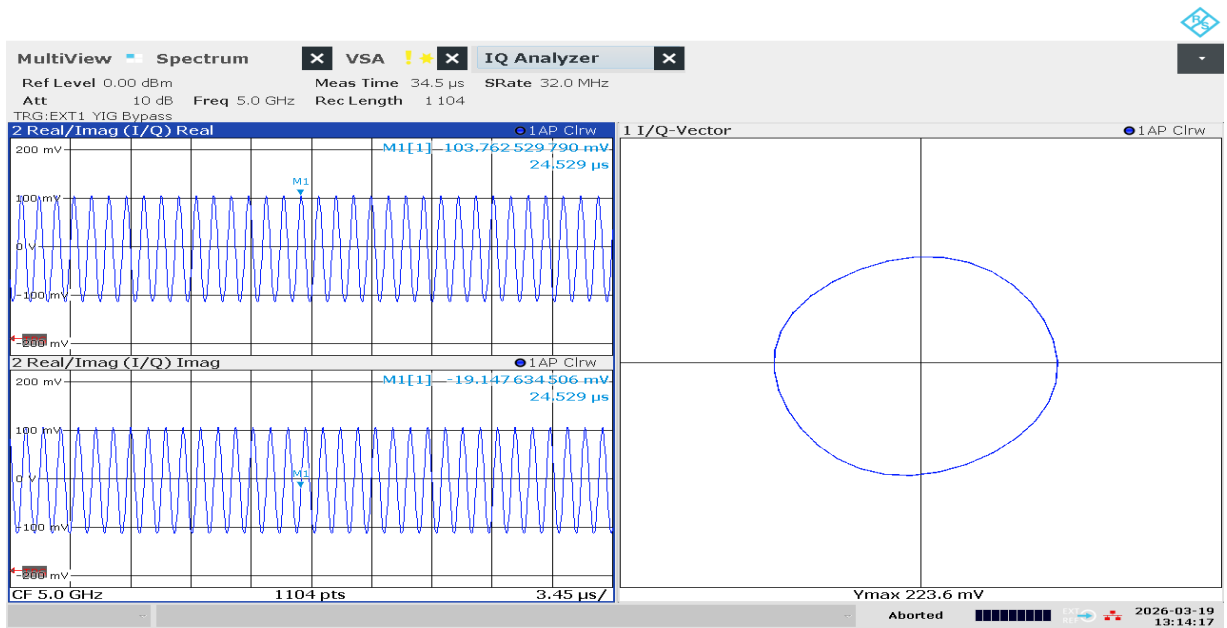 R&S
MultiView Spectrum X VSA ! * X IQ Analyzer X
Ref Level 0.00 dBm Meas Time 34.5 µs SRate 32.0 MHz
Att 10 dB Freq 5.0 GHz Rec Length 1 104
TRG:EXT1 YIG Bypass
2 Real/Imag (I/Q) Real 1AP Clrw
200 mV
M1[1] 103.762 529 790 mV
24.529 µs
M1
100 mV
0 V
-100 mV
-200 mV
2 Real/Imag (I/Q) Imag 1AP Clrw
200 mV
M1[1] -19.147 634 506 mV
24.529 µs
100 mV
M1
0 V
-100 mV
-200 mV
CF 5.0 GHz 1104 pts 3.45 µs/
1 I/Q-Vector 1AP Clrw
Ymax 223.6 mV
Aborted
EXT
REF
2026-03-19
13:14:17